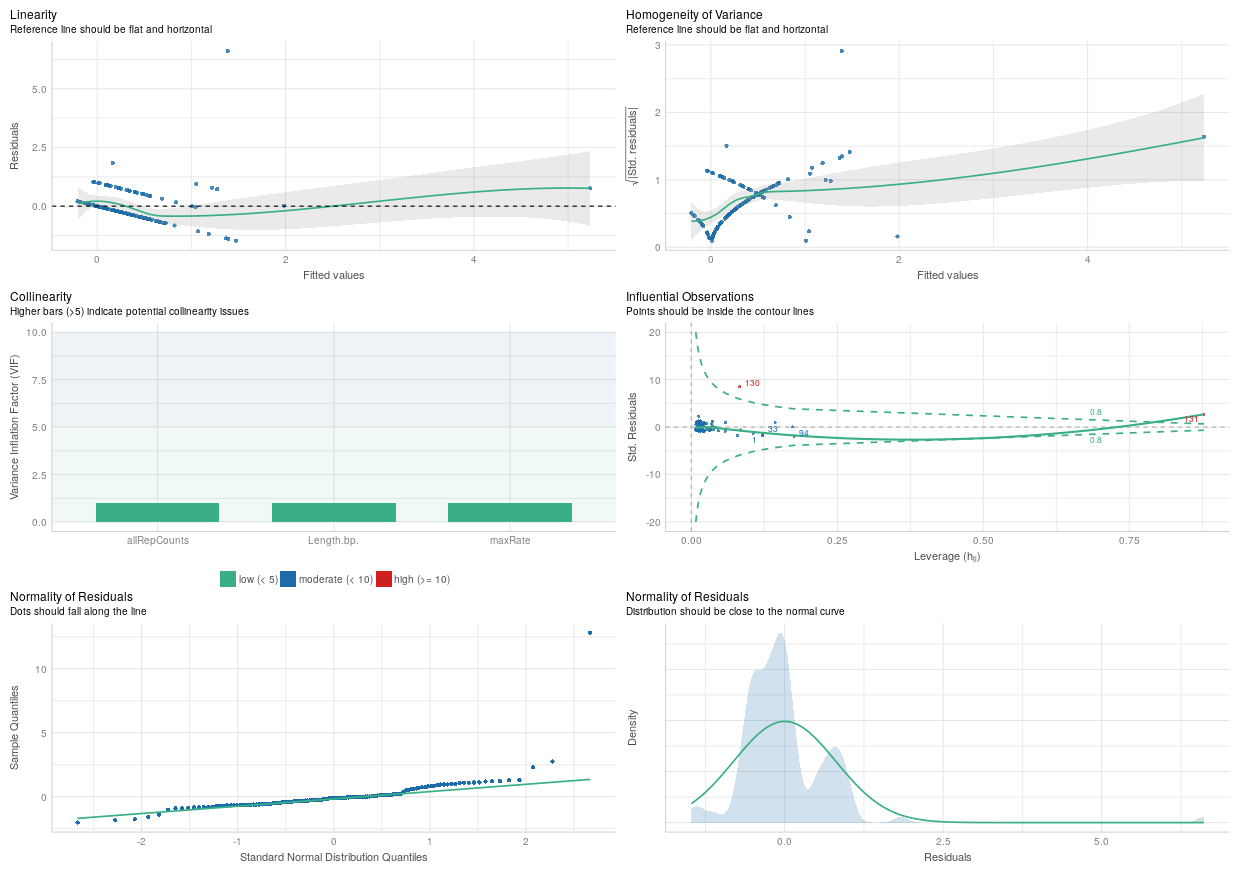 Linearity
Reference line should be flat and horizontal
Residuals
5.0
2.5
0.0
0
2
4
Fitted values
Homogeneity of Variance
Reference line should be flat and horizontal
√|Std. residuals|
3
2
1
0
0
2
4
Fitted values
Collinearity
Higher bars (>5) indicate potential collinearity issues
Variance Inflation Factor (VIF)
10.0
7.5
5.0
2.5
0.0
allRepCounts
Length.bp.
maxRate
low (< 5)
moderate (< 10)
high (>= 10)
Influential Observations
Points should be inside the contour lines
Std. Residuals
20
10
0
-10
-20
130
33
1
94
131
0.8
0.8
0.00
0.25
0.50
0.75
Leverage (hii)
Normality of Residuals
Dots should fall along the line
Sample Quantiles
10
5
0
-2
-1
0
1
2
Standard Normal Distribution Quantiles
Normality of Residuals
Distribution should be close to the normal curve
Density
0.0
2.5
5.0
Residuals